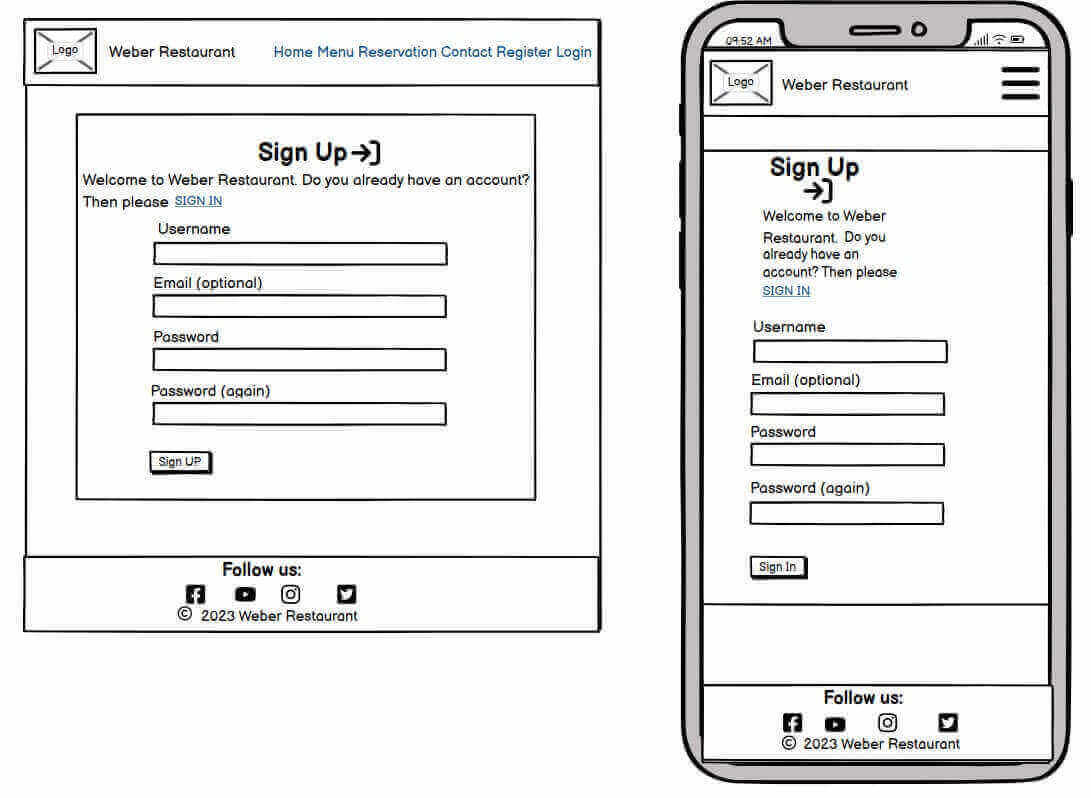 Logo
Weber Restaurant
Home Menu Reservation Contact Register Login
Sign Up
Welcome to Weber Restaurant. Do you already have an account?
Then please SIGN IN
Username
Email (optional)
Password
Password (again)
Sign UP
Follow us:
© 2023 Weber Restaurant
09:52 AM
Logo
Weber Restaurant
Sign Up
Welcome to Weber
Restaurant. Do you
already have an
account? Then please
SIGN IN
Username
Email (optional)
Password
Password (again)
Sign In
Follow us:
© 2023 Weber Restaurant